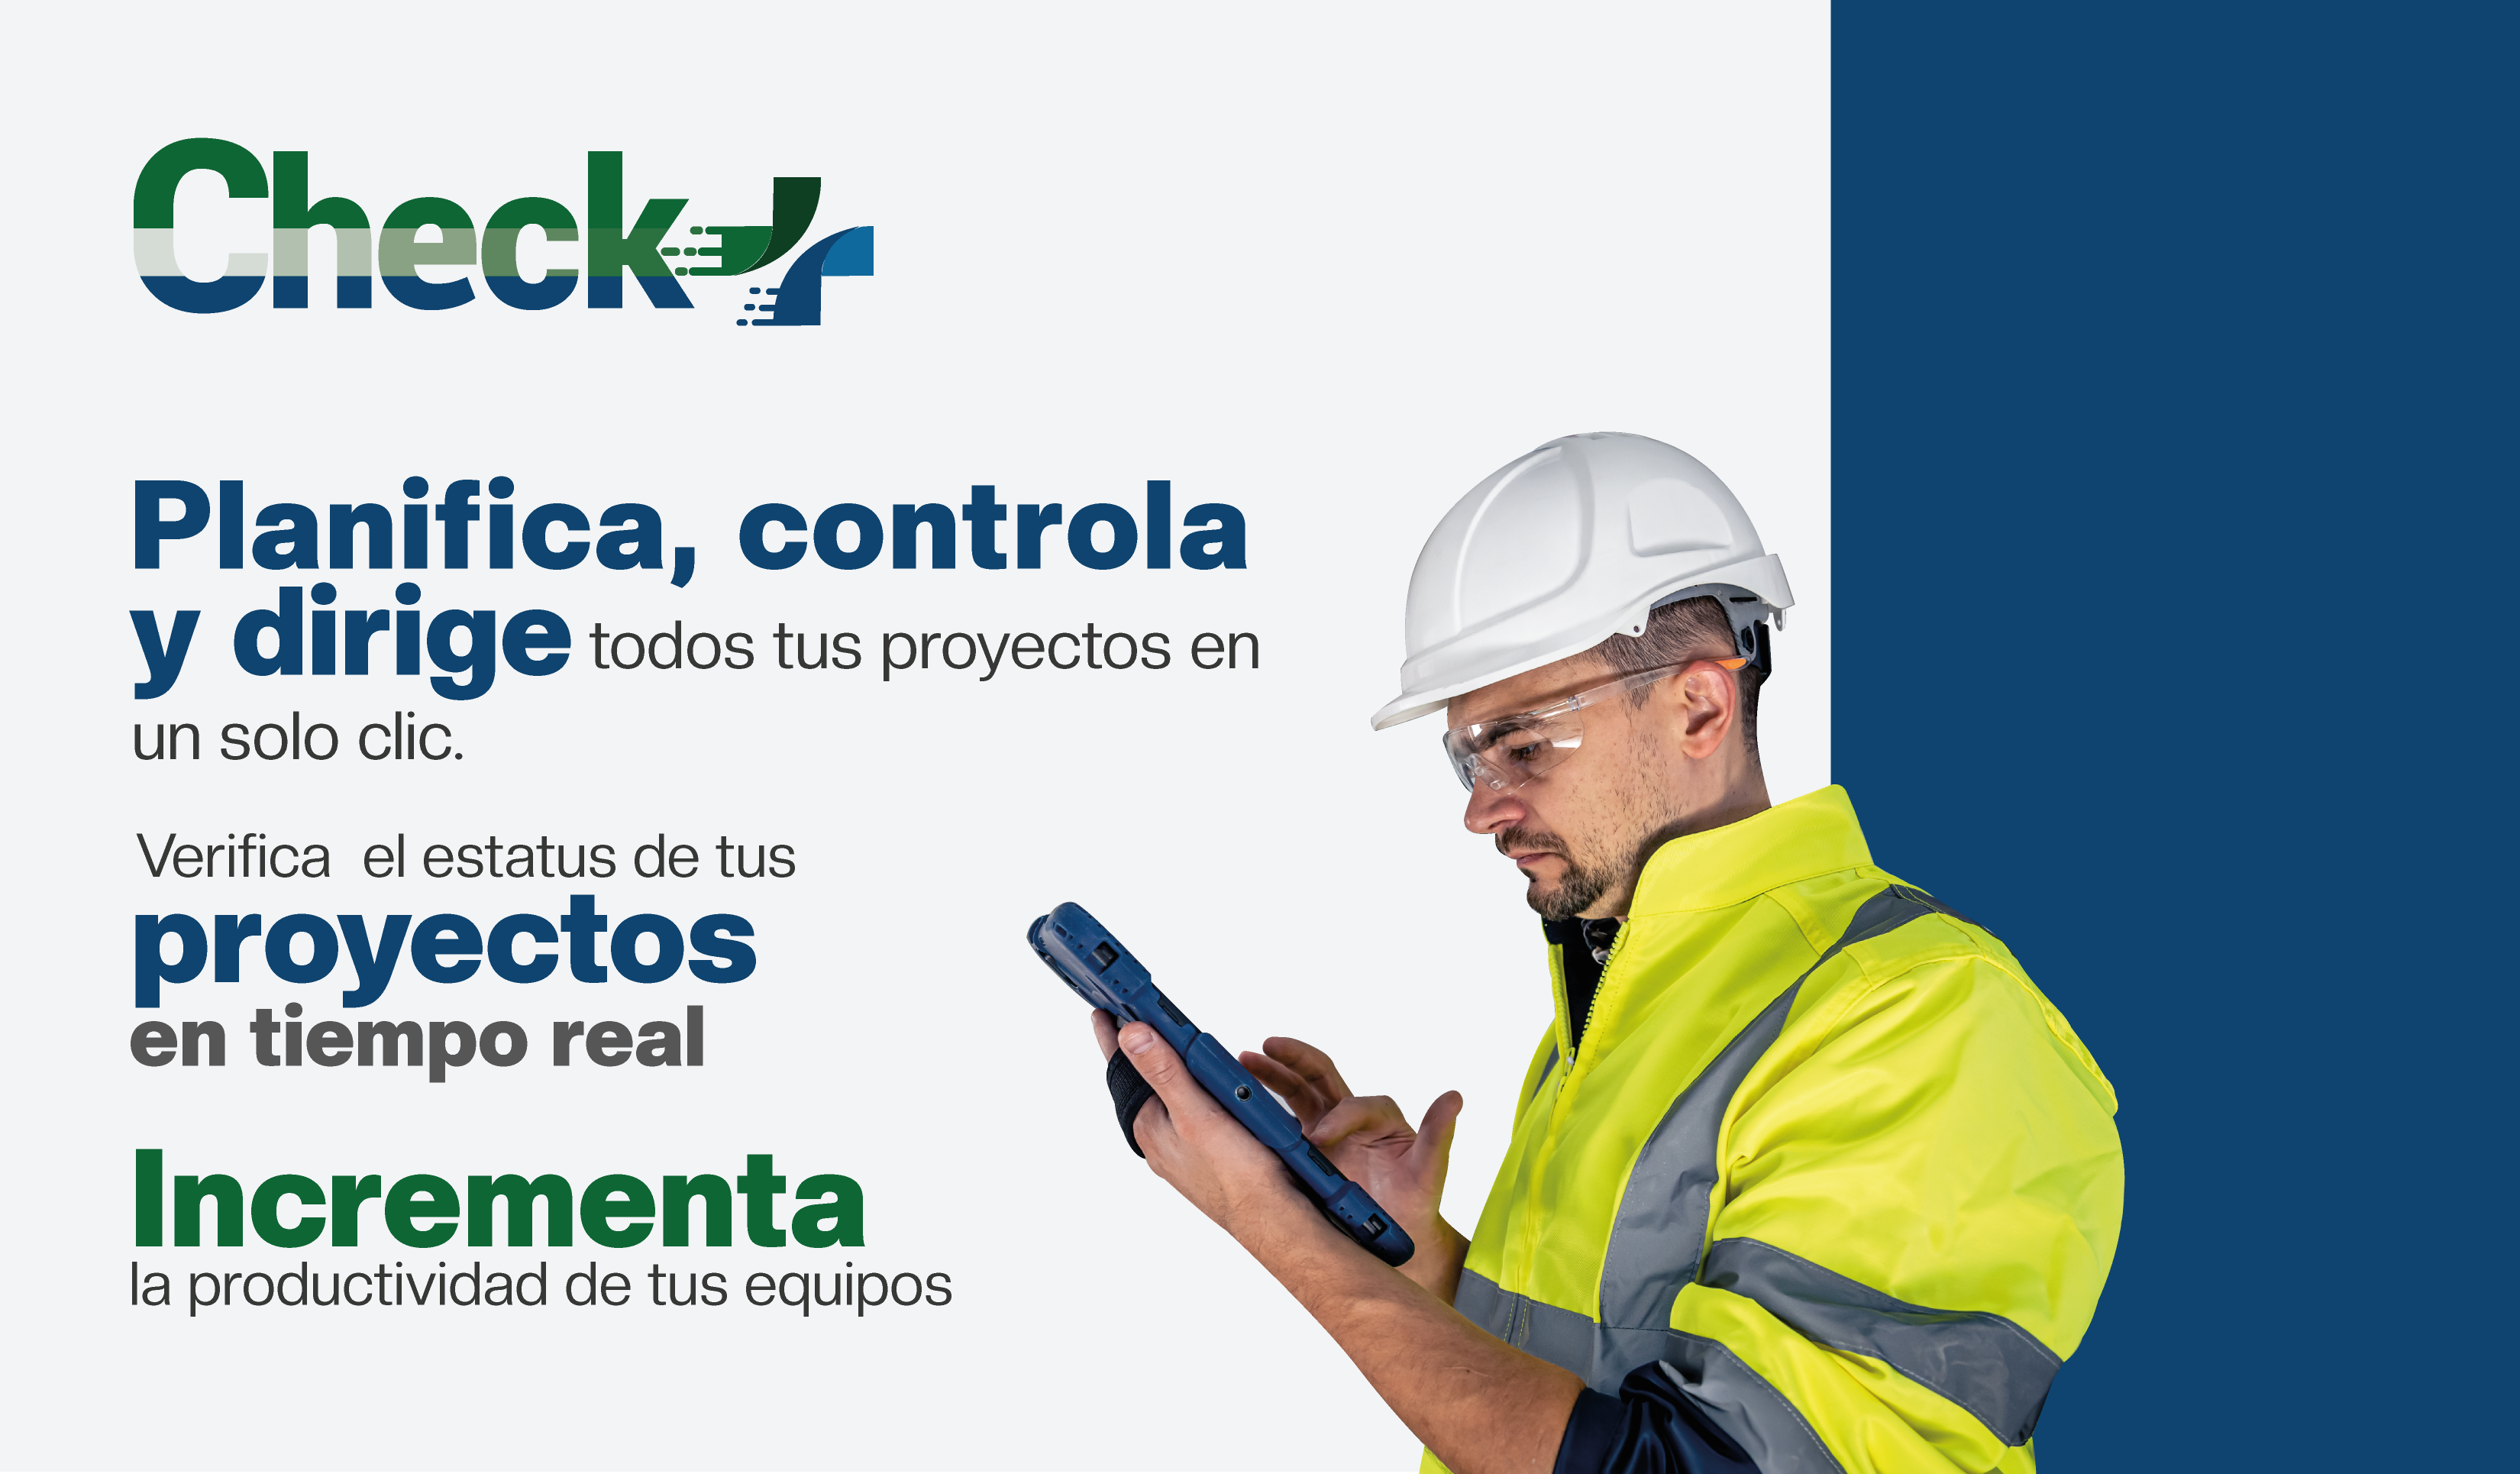 Check
Planifica, controla
y dirige todos tus proyectos en
un solo clic.
Verifica el estatus de tus
proyectos
en tiempo real
Incrementa
la productividad de tus equipos